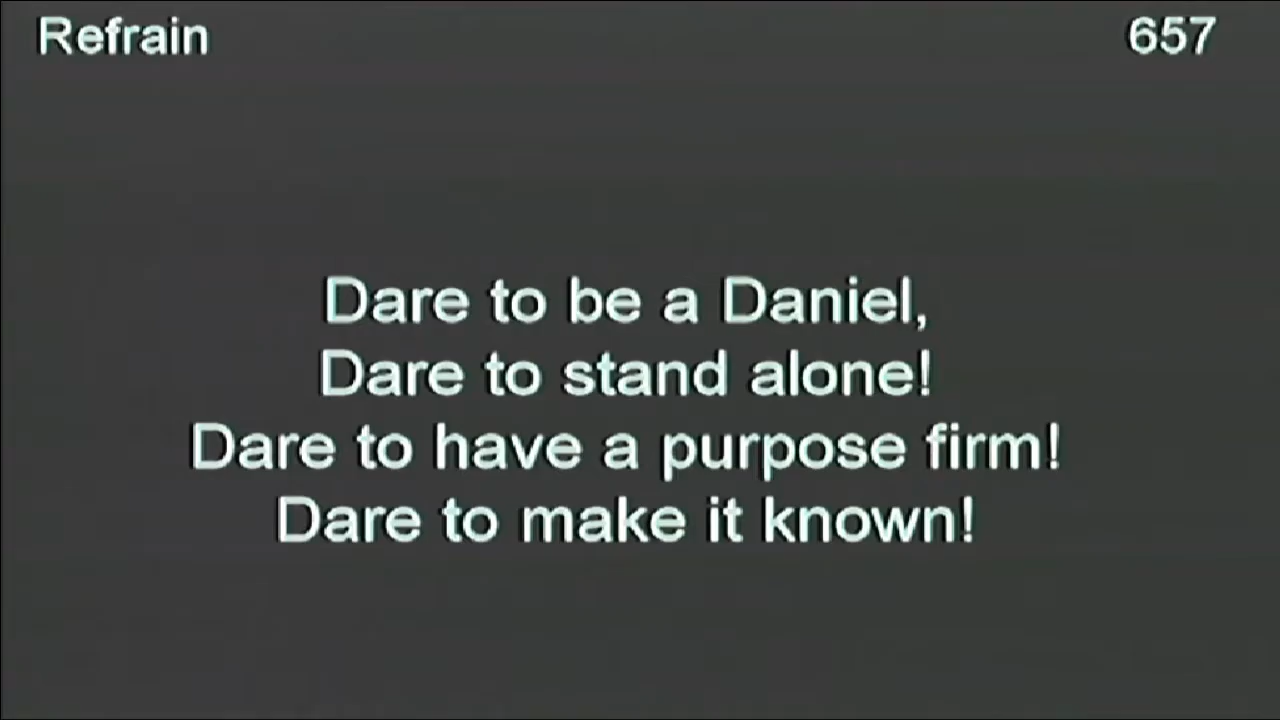 Refrain
657
Dare to be a Daniel,
Dare to stand alone!
Dare to have a purpose firm!
Dare to make it known!